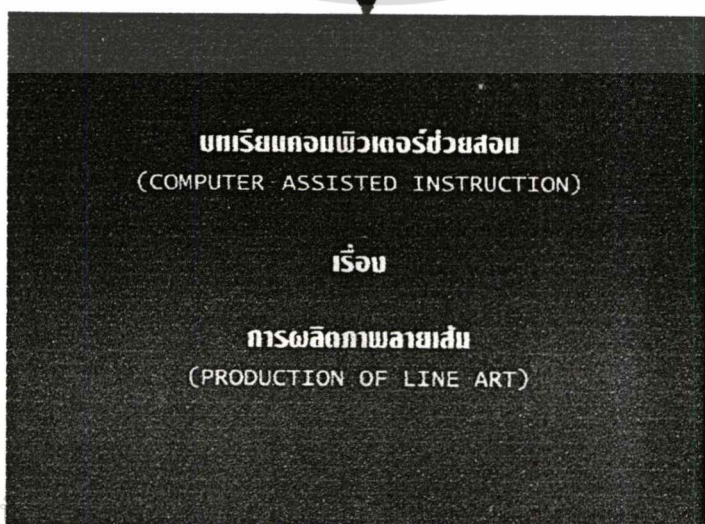 บทเรียนคอมพิวเตอร์ช่วยสอน
(COMPUTER ASSISTED INSTRUCTION)
เรื่อง
การผลิตภาพลายเส้น
(PRODUCTION OF LINE ART)